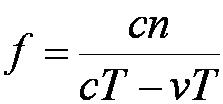 f = cn / (cT − vT)